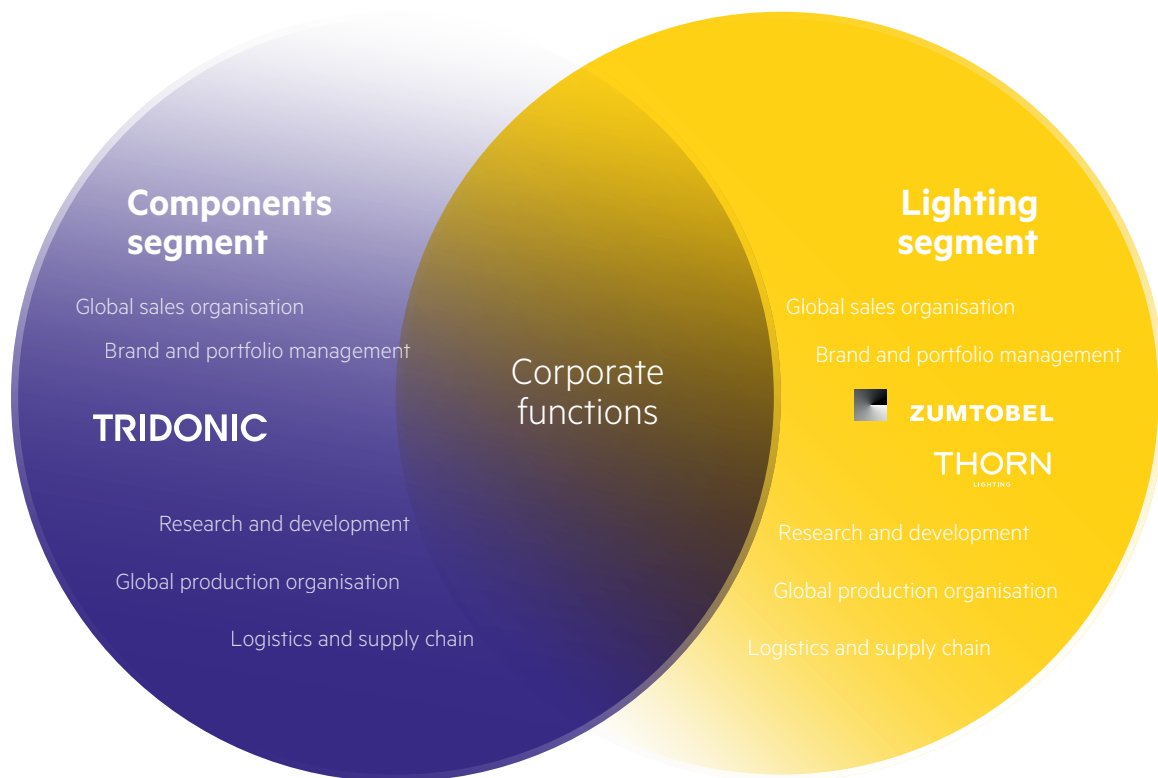 Components
segment
Global sales organisation
Brand and portfolio management
TRIDONIC
Research and development
Global production organisation
Logistics and supply chain
Corporate
functions
Lighting
segment
Global sales organisation
Brand and portfolio management
ZUMTOBEL
THORN
LIGHTING
Research and development
Global production organisation
Logistics and supply chain